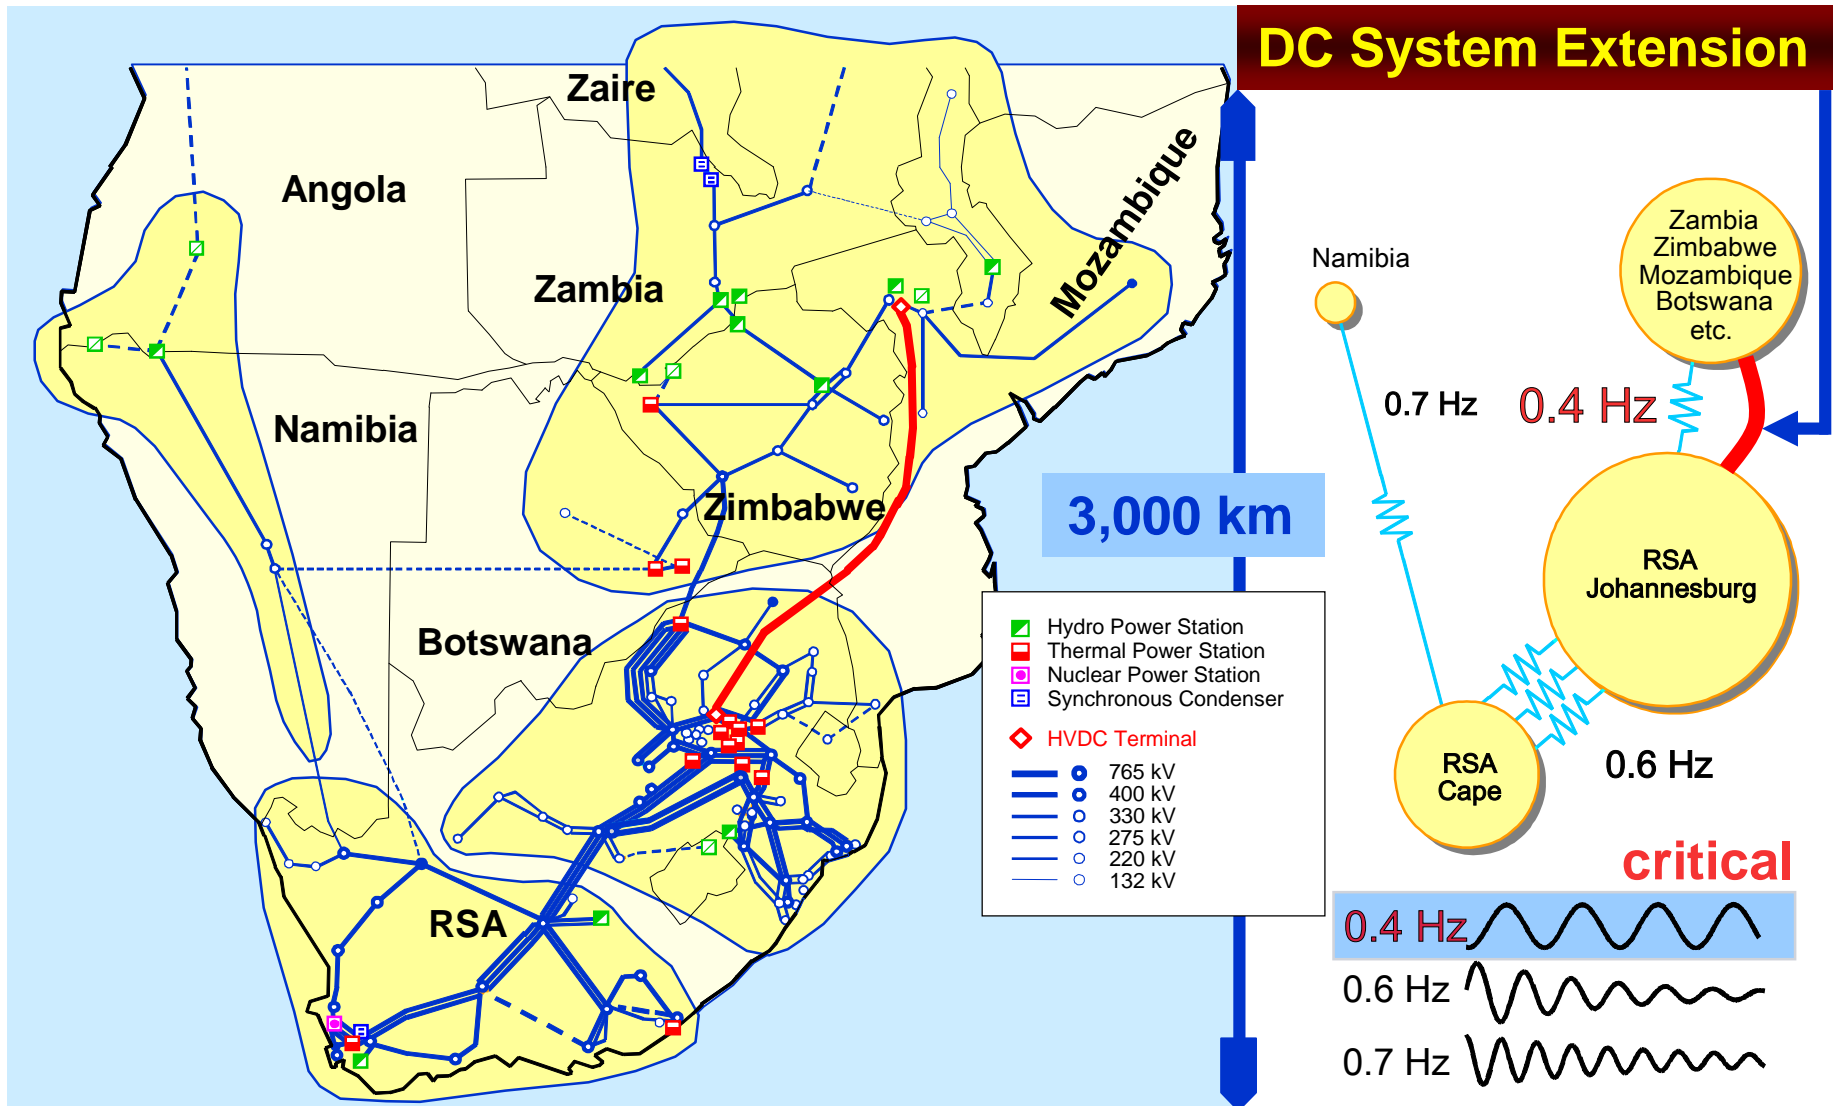 DC System Extension
Zaire
Angola
Zambia
Mozambique
Namibia
Zimbabwe
Botswana
RSA
3,000 km
Hydro Power Station
Thermal Power Station
Nuclear Power Station
Synchronous Condenser
HVDC Terminal
765 kV
400 kV
330 kV
275 kV
220 kV
132 kV
Namibia
Zambia
Zimbabwe
Mozambique
Botswana
etc.
0.7 Hz
0.4 Hz
RSA
Johannesburg
RSA
Cape
0.6 Hz
critical
0.4 Hz
0.6 Hz
0.7 Hz